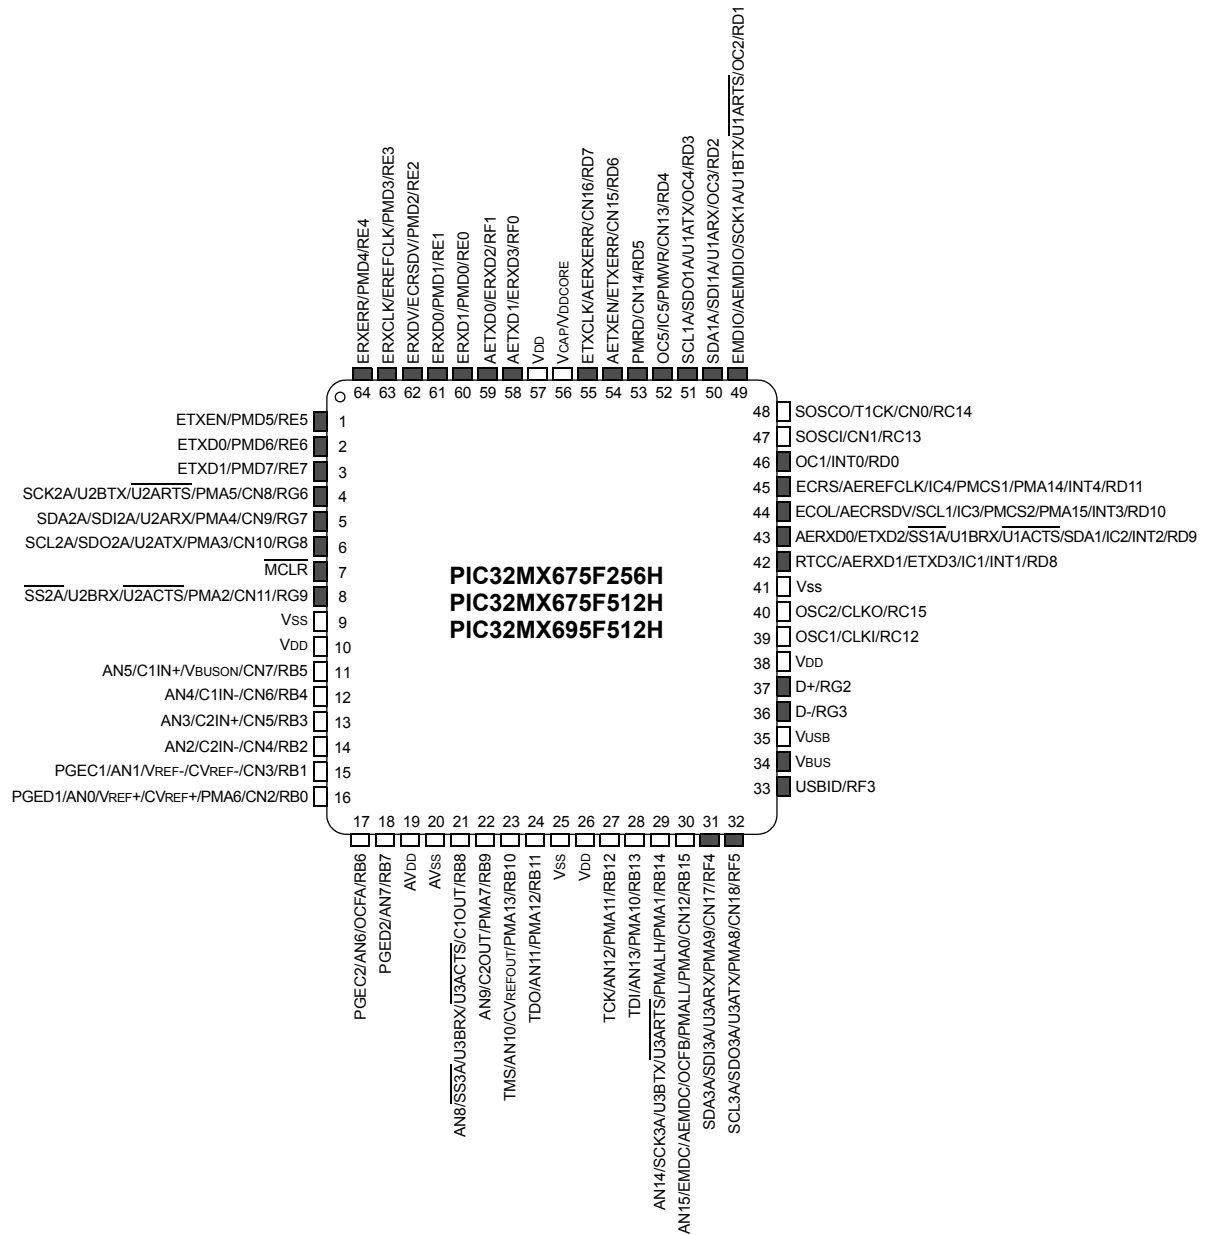 ERXERR/PMD4/RE4
ERXCLK/EREFCLK/PMD3/RE3
ERXDV/ECRSDV/PMD2/RE2
ERXD0/PMD1/RE1
ERXD1/PMD0/RE0
AETXD0/ERXD2/RF1
AETXD1/ERXD3/RF0
VDD
VCAP/VDDCORE
ETXCLK/AERXERR/CN16/RD7
AETXEN/ETXERR/CN15/RD6
PMRD/CN14/RD5
OC5/IC5/PMWR/CN13/RD4
SCL1A/SDO1A/U1ATX/OC4/RD3
SDA1A/SDI1A/U1ARX/OC3/RD2
EMDIO/AEMDIO/SCK1A/U1BTX/U1ARTS/OC2/RD1
64 63 62 61 60 59 58 57 56 55 54 53 52 51 50 49
ETXEN/PMD5/RE5 1
ETXD0/PMD6/RE6 2
ETXD1/PMD7/RE7 3
SCK2A/U2BTX/U2ARTS/PMA5/CN8/RG6 4
SDA2A/SDI2A/U2ARX/PMA4/CN9/RG7 5
SCL2A/SDO2A/U2ATX/PMA3/CN10/RG8 6
MCLR 7
SS2A/U2BRX/U2ACTS/PMA2/CN11/RG9 8
VSS 9
VDD 10
AN5/C1IN+/VBUSON/CN7/RB5 11
AN4/C1IN-/CN6/RB4 12
AN3/C2IN+/CN5/RB3 13
AN2/C2IN-/CN4/RB2 14
PGEC1/AN1/VREF-/CVREF-/CN3/RB1 15
PGED1/AN0/VREF+/CVREF+/PMA6/CN2/RB0 16
PIC32MX675F256H
PIC32MX675F512H
PIC32MX695F512H
48 SOSCO/T1CK/CN0/RC14
47 SOSCI/CN1/RC13
46 OC1/INT0/RD0
45 ECRS/AEREFCLK/IC4/PMCS1/PMA14/INT4/RD11
44 ECOL/AECRSDV/SCL1/IC3/PMCS2/PMA15/INT3/RD10
43 AERXD0/ETXD2/SS1A/U1BRX/U1ACTS/SDA1/IC2/INT2/RD9
42 RTCC/AERXD1/ETXD3/IC1/INT1/RD8
41 Vss
40 OSC2/CLKO/RC15
39 OSC1/CLKI/RC12
38 VDD
37 D+/RG2
36 D-/RG3
35 VUSB
34 VBUS
33 USBID/RF3
17 18 19 20 21 22 23 24 25 26 27 28 29 30 31 32
PGEC2/AN6/OCFA/RB6
PGED2/AN7/RB7
AVDD
AVSS
AN8/SS3A/U3BRX/U3ACTS/C1OUT/RB8
AN9/C2OUT/PMA7/RB9
TMS/AN10/CVREFOUT/PMA13/RB10
TDO/AN11/PMA12/RB11
VSS
VDD
TCK/AN12/PMA11/RB12
TDI/AN13/PMA10/RB13
AN14/SCK3A/U3BTX/U3ARTS/PMALH/PMA1/RB14
AN15/EMDC/AEMDC/OCFB/PMALL/PMA0/CN12/RB15
SDA3A/SDI3A/U3ARX/PMA9/CN17/RF4
SCL3A/SDO3A/U3ATX/PMA8/CN18/RF5